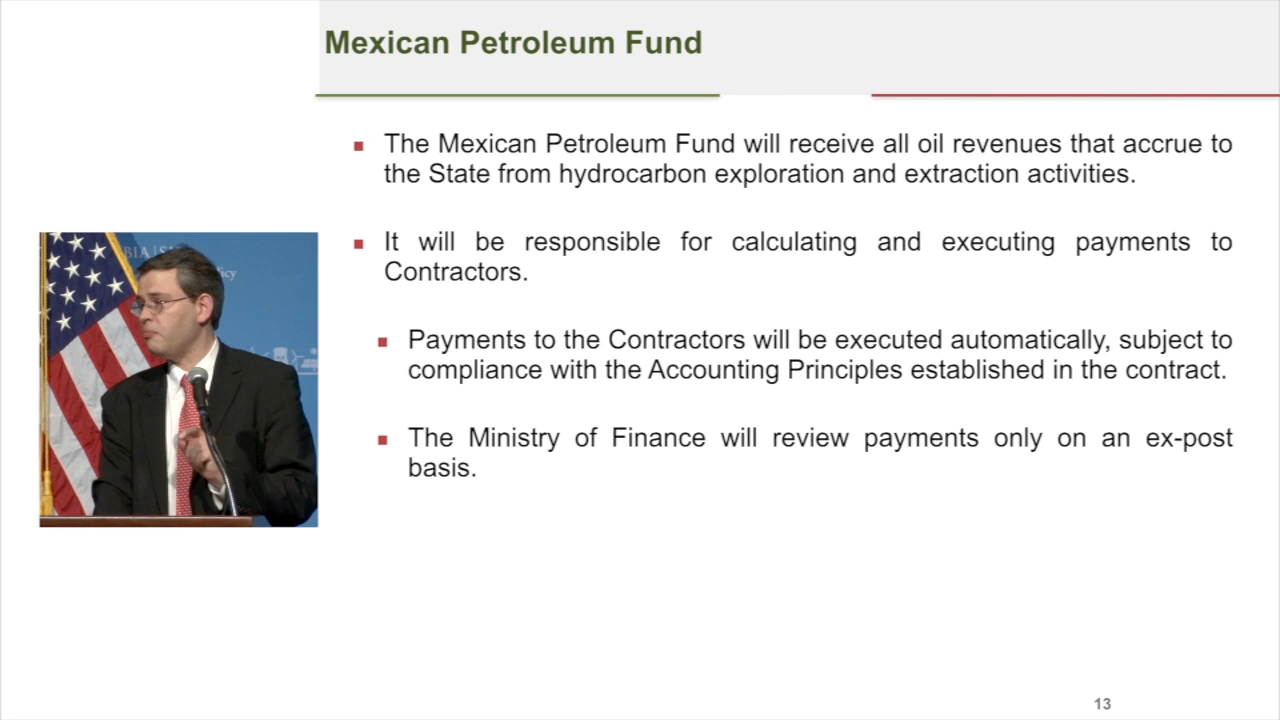 Mexican Petroleum Fund
The Mexican Petroleum Fund will receive all oil revenues that accrue to
the State from hydrocarbon exploration and extraction activities.
It will be responsible for calculating and executing payments to
Contractors.
Payments to the Contractors will be executed automatically, subject to
compliance with the Accounting Principles established in the contract.
The Ministry of Finance will review payments only on an ex-post
basis.
BIA | S
icy
13